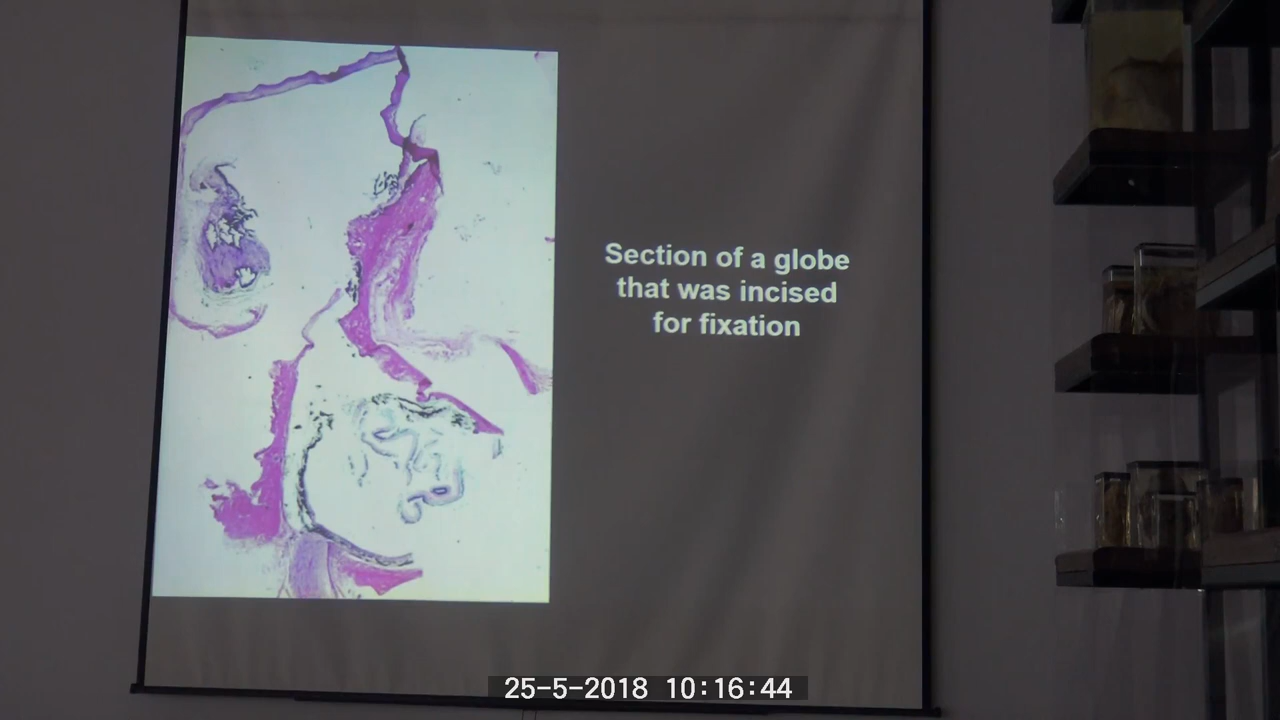 Section of a globe
that was incised
for fixation
25-5-2018 10:16:44